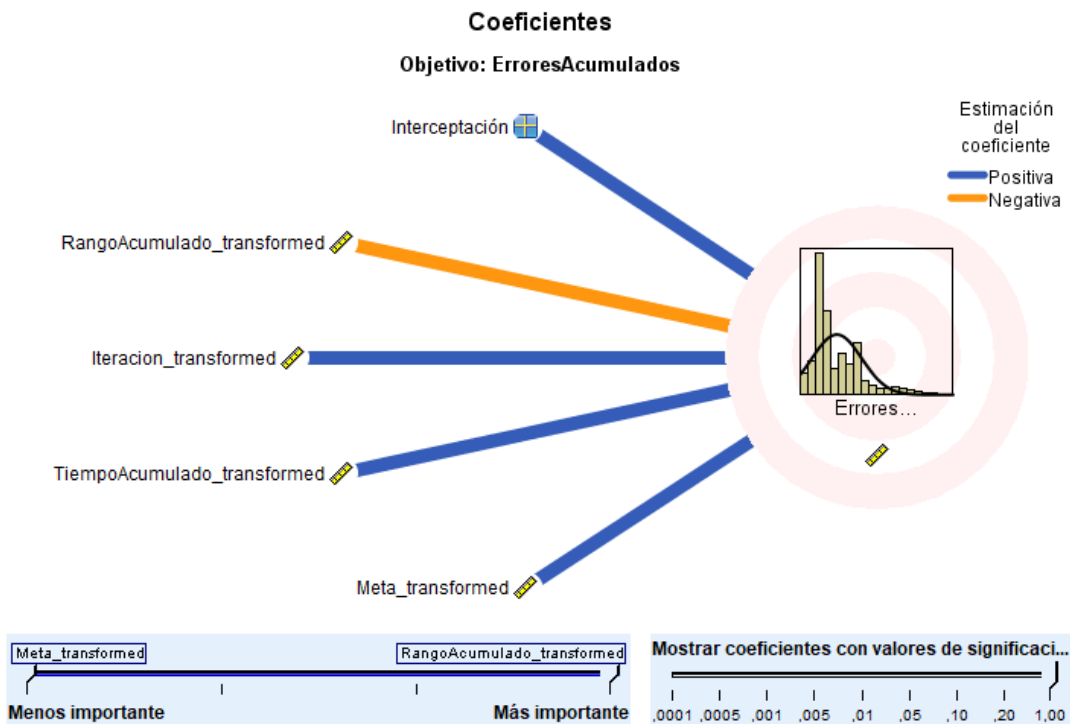 Coeficientes
Objetivo: ErroresAcumulados
Interceptación
Estimación
del
coeficiente
Positiva
Negativa
RangoAcumulado_transformed
Iteracion_transformed
Errores...
TiempoAcumulado_transformed
Meta_transformed
Meta_transformed
RangoAcumulado_transformed
Menos importante
Más importante
Mostrar coeficientes con valores de significaci...
,0001 ,0005 ,001 ,005 ,01 ,05 ,10 ,20 1,00